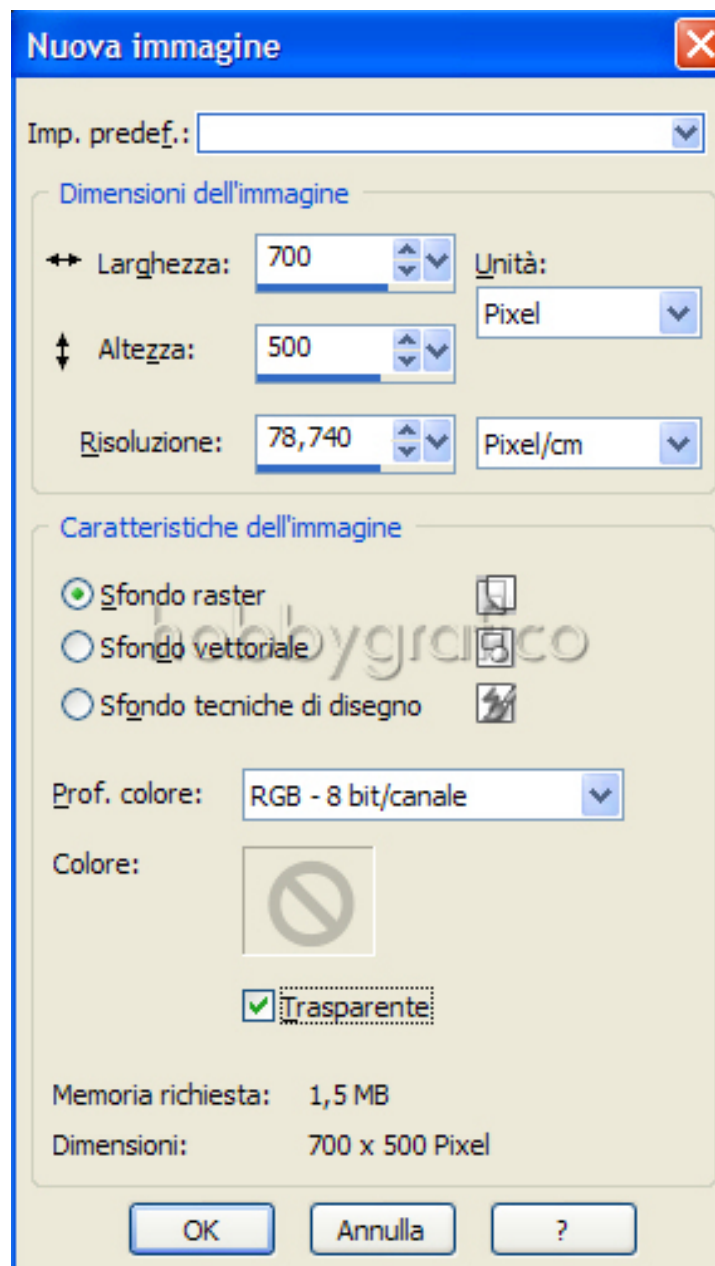 Nuova immagine
Imp. predef.:
Dimensioni dell'immagine
Larghezza: 700 Unità:
Pixel
Altezza: 500
Risoluzione: 78,740 Pixel/cm
Caratteristiche dell'immagine
Sfondo raster
hobbygrafico
Sfondo vettoriale
Sfondo tecniche di disegno
Prof. colore: RGB - 8 bit/canale
Colore:
Trasparente
Memoria richiesta: 1,5 MB
Dimensioni: 700 x 500 Pixel
OK Annulla ?